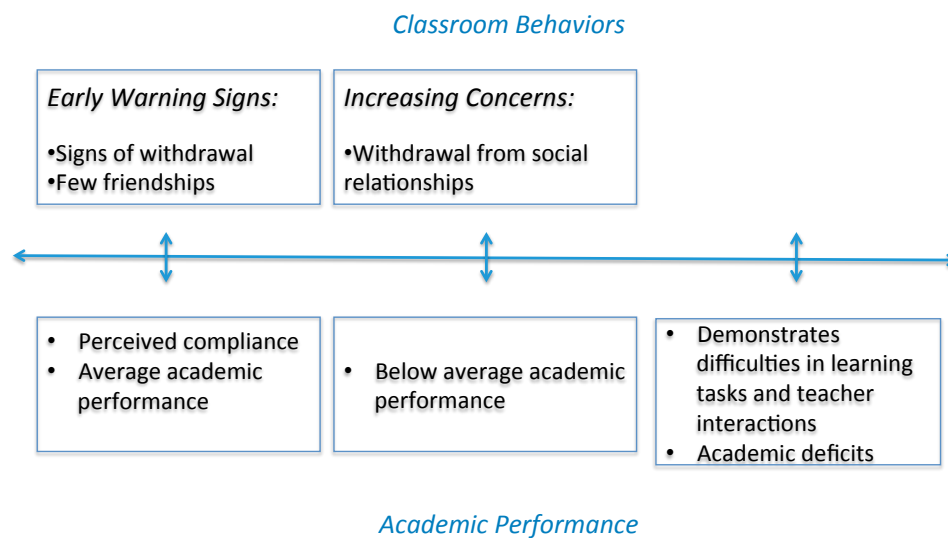 Classroom Behaviors
Early Warning Signs:
•Signs of withdrawal
•Few friendships
Increasing Concerns:
•Withdrawal from social
relationships
• Perceived compliance
• Average academic
performance
• Below average academic
performance
• Demonstrates
difficulties in learning
tasks and teacher
interactions
• Academic deficits
Academic Performance